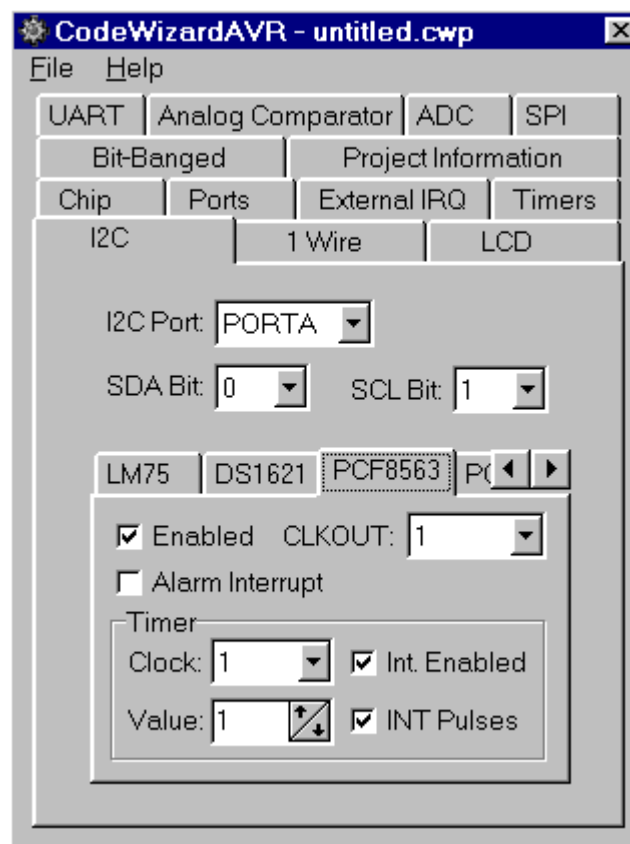 CodeWizardAVR - untitled.cwp
File Help
UART Analog Comparator ADC SPI
Bit-Banged Project Information
Chip Ports External IRQ Timers
I2C 1 Wire LCD
I2C Port: PORTA
SDA Bit: 0 SCL Bit: 1
LM75 DS1621 PCF8563
Enabled CLKOUT: 1
Alarm Interrupt
Timer
Clock: 1 Int. Enabled
Value: 1 INT Pulses